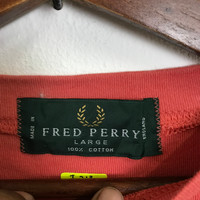 MADE IN
FRED PERRY
LARGE
100% COTTON